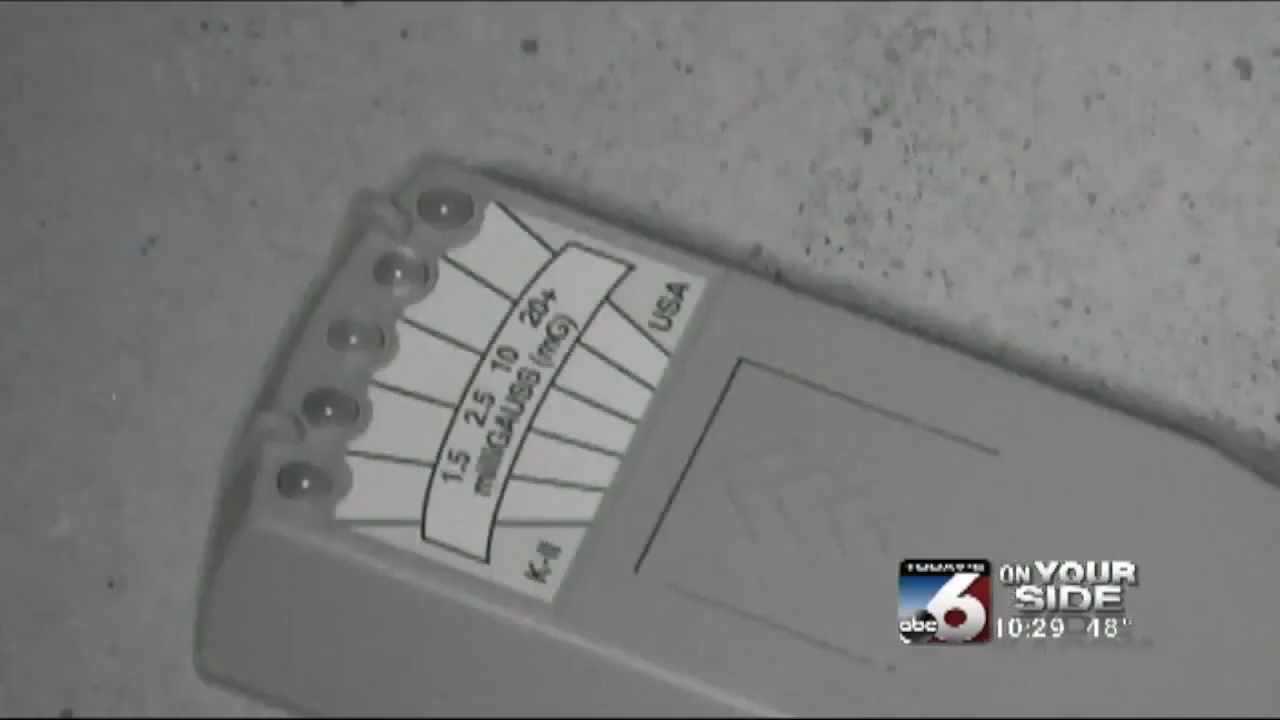 USA
1.5 2.5 10 20+
milliGAUSS (mG)
K-II
TODAY'S
abc 6
ON YOUR
SIDE
10:29 48°